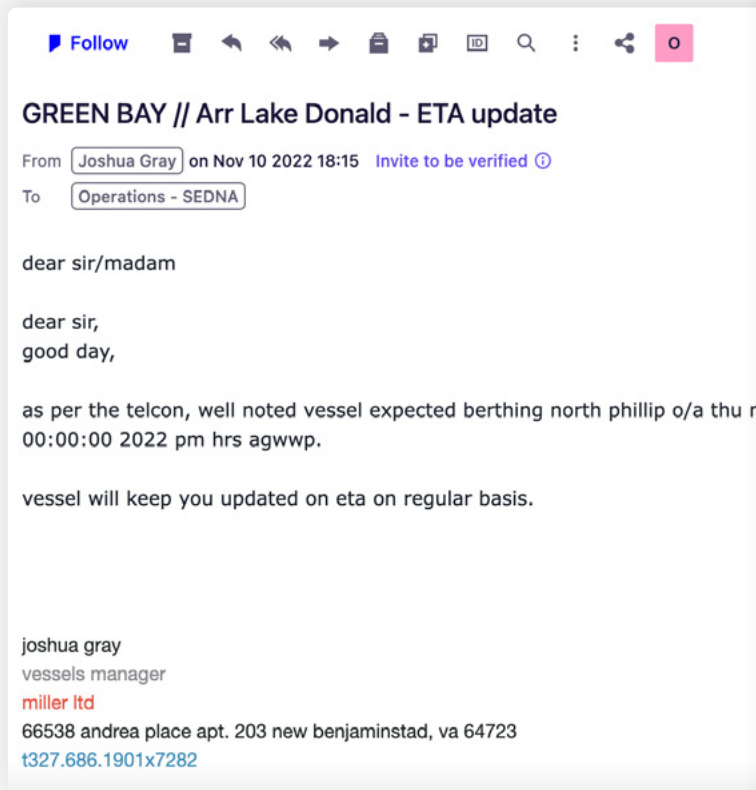 Follow ID O
GREEN BAY // Arr Lake Donald - ETA update
From Joshua Gray on Nov 10 2022 18:15 Invite to be verified
To Operations - SEDNA
dear sir/madam
dear sir,
good day,
as per the telcon, well noted vessel expected berthing north phillip o/a thu
00:00:00 2022 pm hrs agwwp.
vessel will keep you updated on eta on regular basis.
joshua gray
vessels manager
miller ltd
66538 andrea place apt. 203 new benjaminstad, va 64723
t327.686.1901x7282